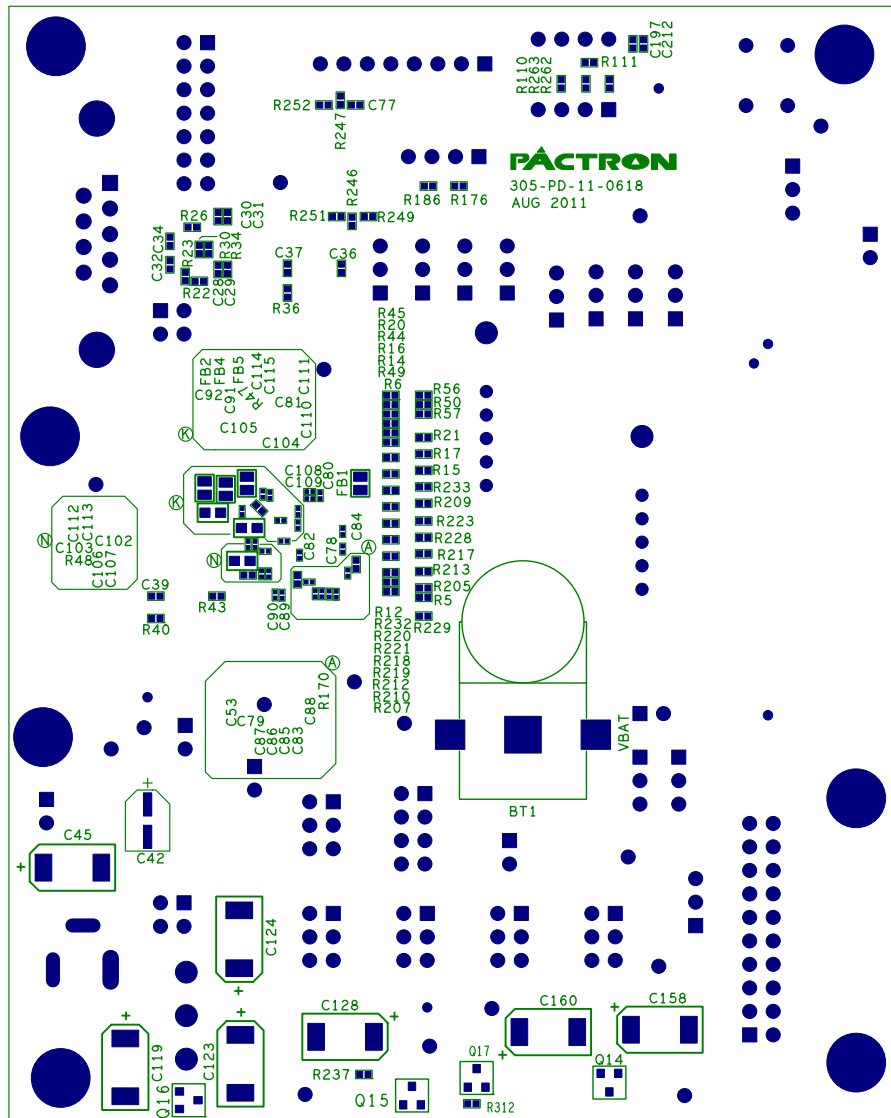 C197
C212
R110
R263
R262
R111
R252
C77
R247
PACTRON
305-PD-11-0618
AUG 2011
R186
R176
R246
R251
R249
R26
C30
C31
C34
R23
R30
R34
C32
R22
C28
C29
C37
C36
R36
R45
R20
R44
R16
R14
R49
R6
R56
R50
R57
R21
R17
R15
R233
R209
R223
R228
R217
R213
R205
R5
R229
FB2
FB4
FB5
C114
C115
C111
C92
C91
R47
C81
C110
C105
C104
K
C108
C109
C80
FB1
K
C112
C113
C102
N
C103
R48
C106
C107
C82
C78
C84
N
A
C39
R40
R43
C90
C89
R12
R232
R220
R221
R218
R219
R212
R210
R207
A
R170
C53
C79
C88
C87
C86
C85
C83
VBAT
BT1
+
C42
C45
+
C124
+
C128
+
C160
+
C158
+
+
C119
+
C123
Q16
R237
Q15
Q17
R312
Q14